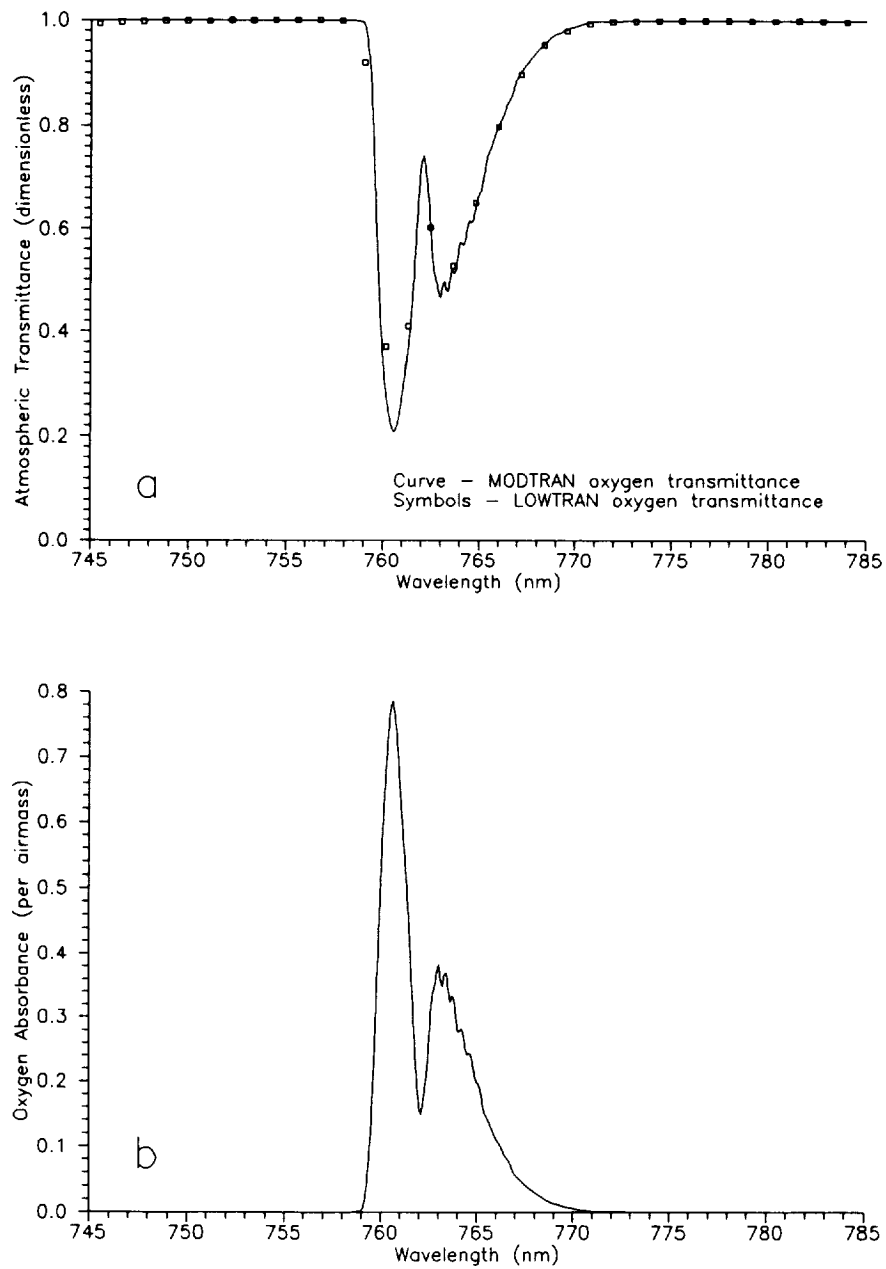 1.0
0.8
0.6
0.4
0.2
0.0
Atmospheric Transmittance (dimensionless)
a
Curve – MODTRAN oxygen transmittance
Symbols – LOWTRAN oxygen transmittance
745 750 755 760 765 770 775 780 785
Wavelength (nm)
0.8
0.7
0.6
0.5
0.4
0.3
0.2
0.1
0.0
Oxygen Absorbance (per airmass)
b
745 750 755 760 765 770 775 780 785
Wavelength (nm)